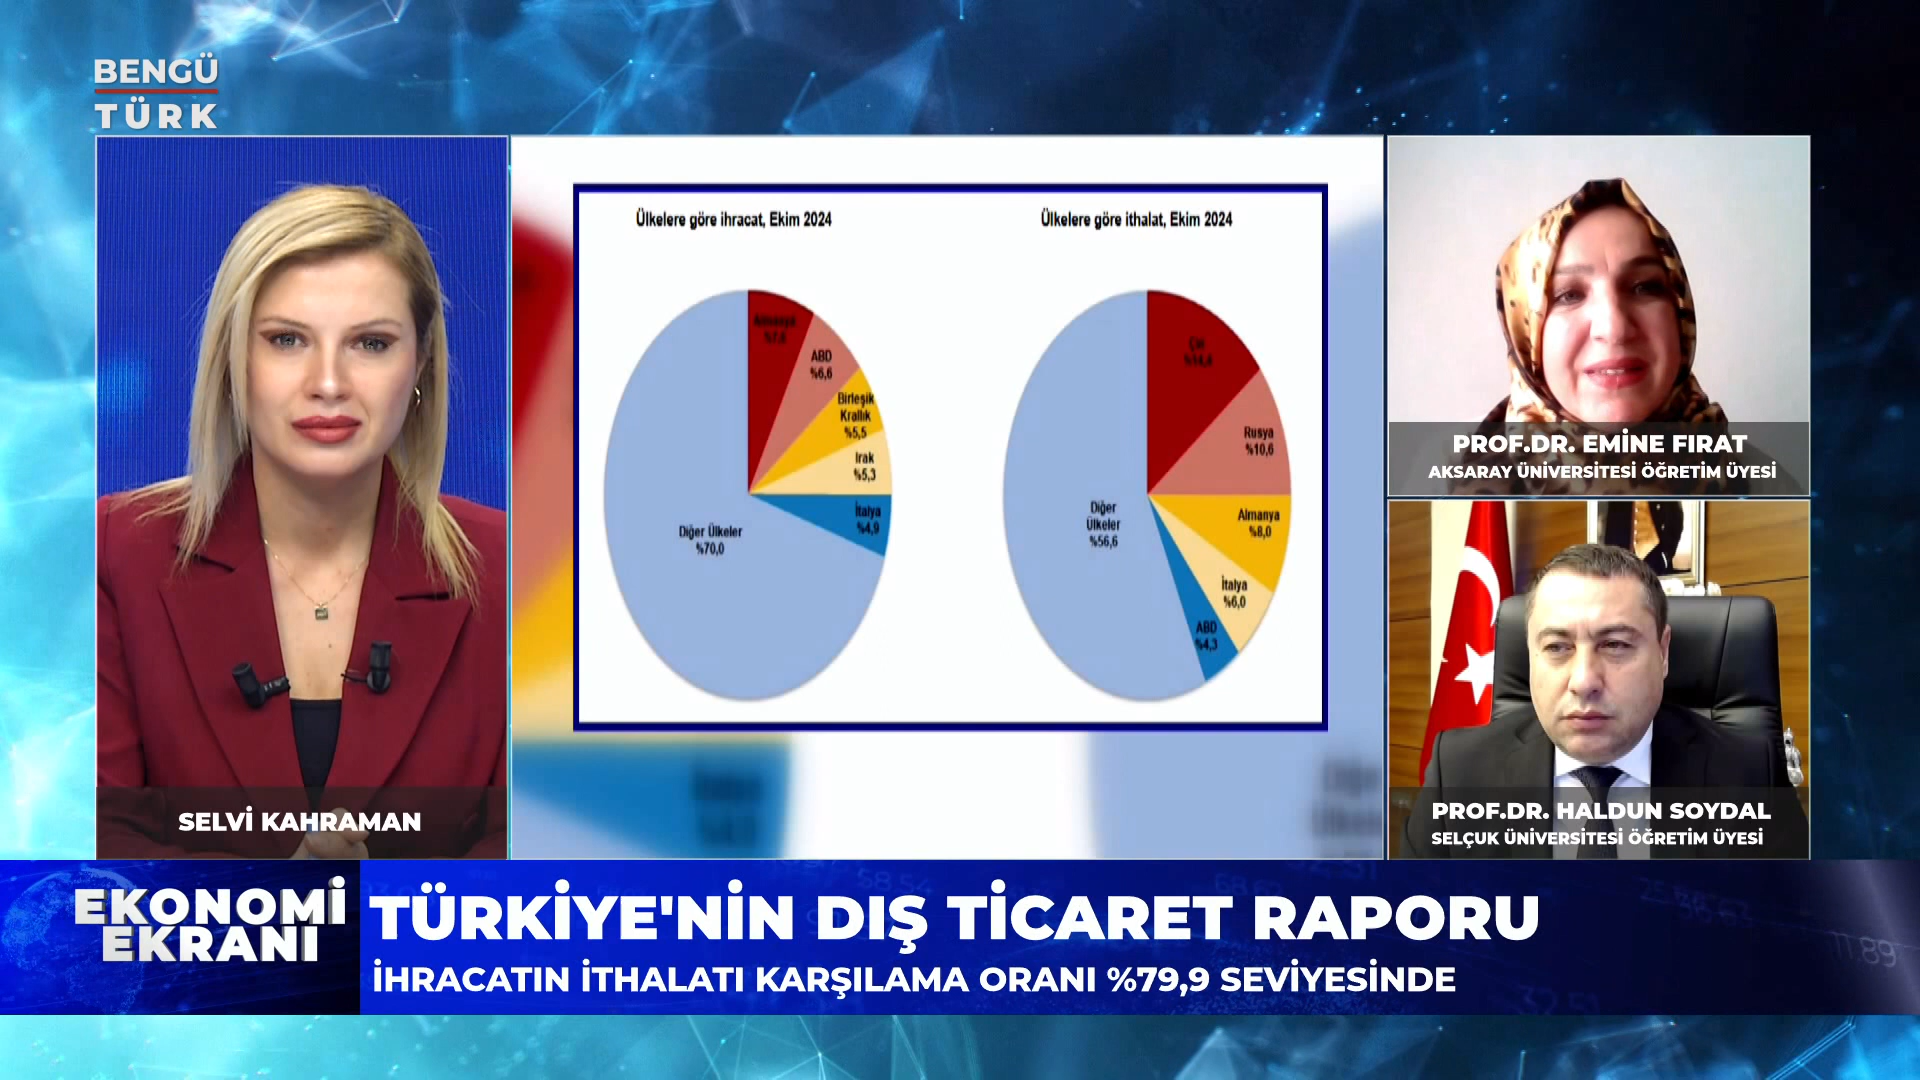 BENGÜ
TÜRK
Ülkelere göre ihracat, Ekim 2024
Almanya
ABD
%6,6
Birleşik
Krallık
%5,5
Irak
%5,3
İtalya
%4,9
Diğer Ülkeler
%70,0
Ülkelere göre ithalat, Ekim 2024
Çin
%14,4
Rusya
%10,6
Almanya
%8,0
İtalya
%6,0
ABD
%4,3
Diğer
Ülkeler
%56,6
SELVİ KAHRAMAN
PROF.DR. EMİNE FIRAT
AKSARAY ÜNİVERSİTESİ ÖĞRETİM ÜYESİ
PROF.DR. HALDUN SOYDAL
SELÇUK ÜNİVERSİTESİ ÖĞRETİM ÜYESİ
EKONOMİ
EKRANI
TÜRKİYE'NİN DIŞ TİCARET RAPORU
İHRACATIN İTHALATI KARŞILAMA ORANI %79,9 SEVİYESİNDE